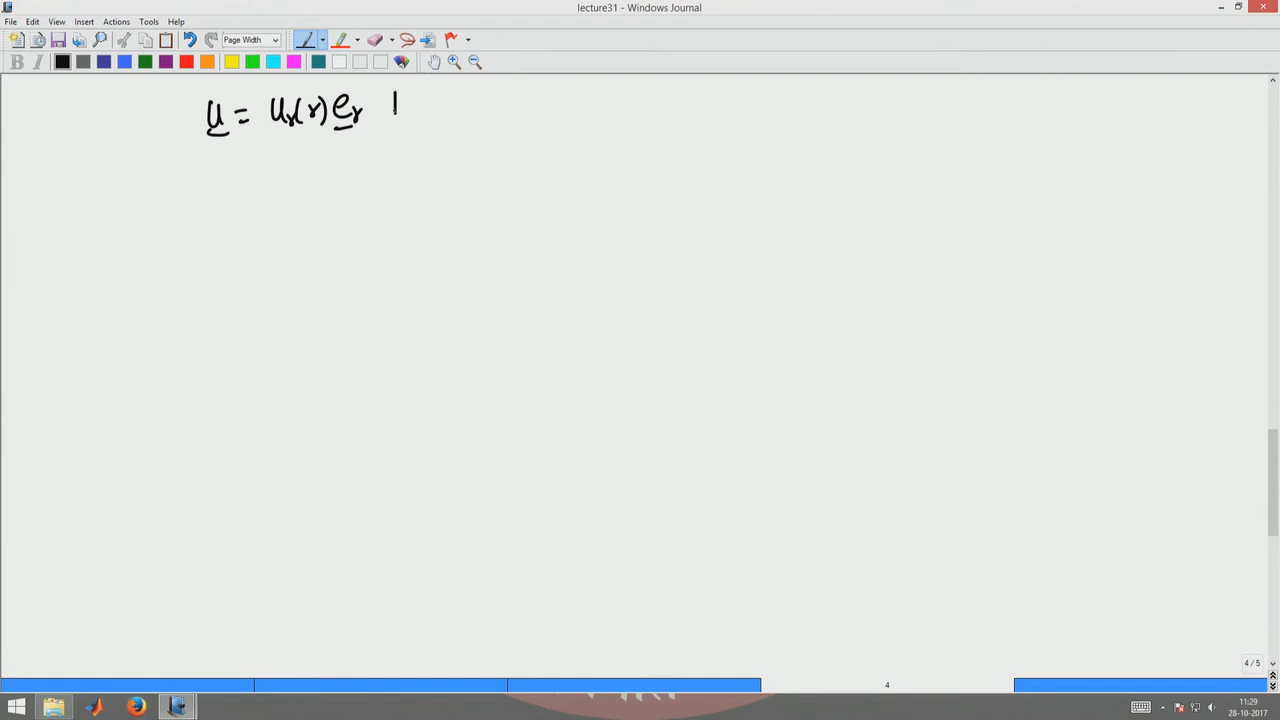 lecture31 - Windows Journal
File Edit View Insert Actions Tools Help
Page Width
B I
u = uᵣ(r) eᵣ
4 / 5
4
11:29
28-10-2017